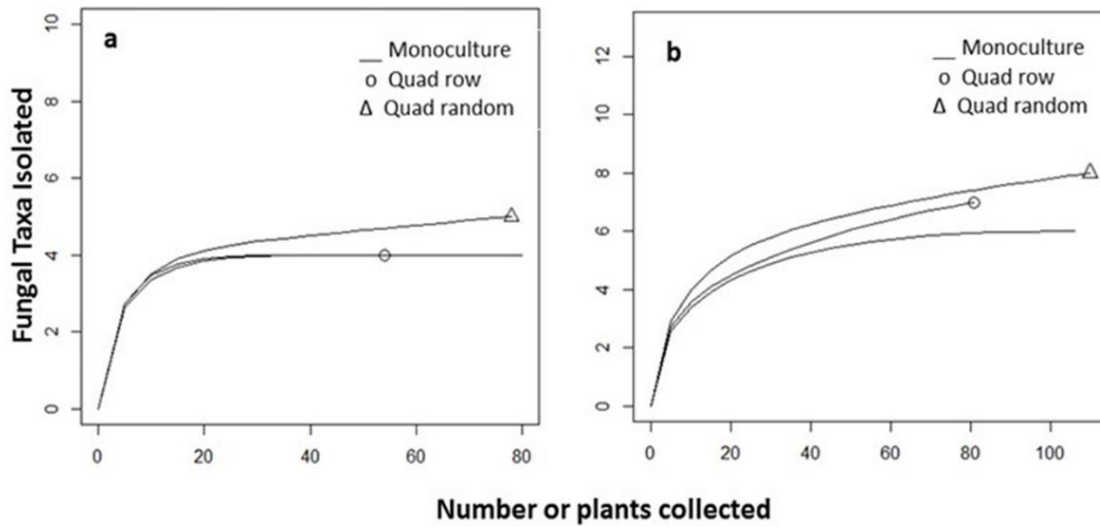 a
__ Monoculture
o Quad row
Δ Quad random
10
8
6
4
2
0
0 20 40 60 80
Fungal Taxa Isolated
b
__ Monoculture
o Quad row
Δ Quad random
12
10
8
6
4
2
0
0 20 40 60 80 100
Number or plants collected